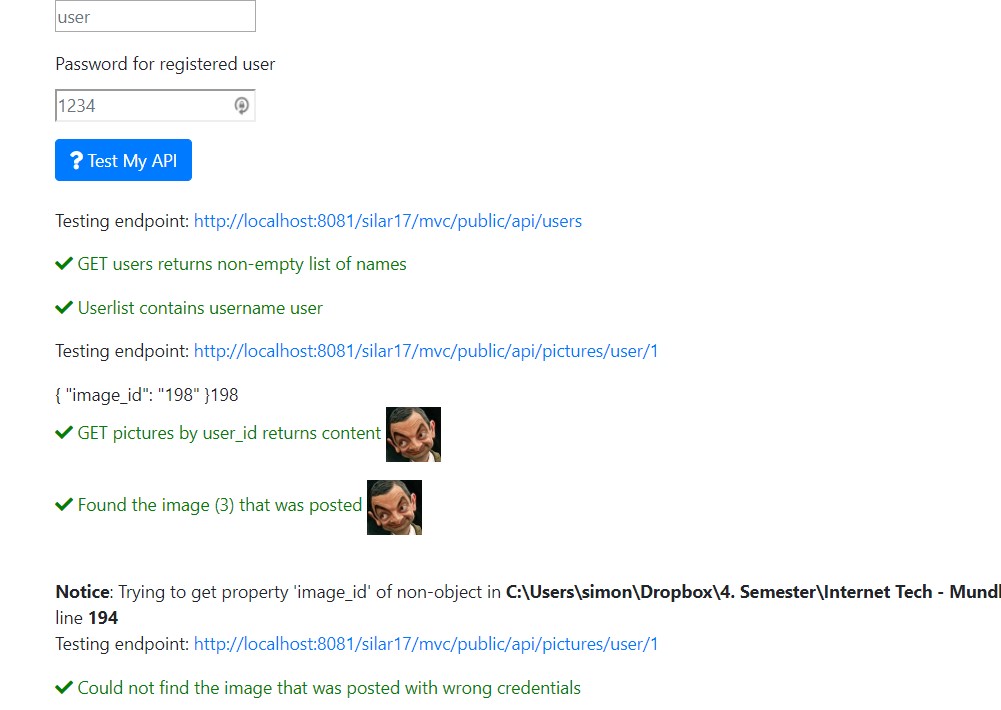 user
Password for registered user
1234
? Test My API
Testing endpoint: http://localhost:8081/silar17/mvc/public/api/users
GET users returns non-empty list of names
Userlist contains username user
Testing endpoint: http://localhost:8081/silar17/mvc/public/api/pictures/user/1
{ "image_id": "198" }198
GET pictures by user_id returns content
Found the image (3) that was posted
Notice: Trying to get property 'image_id' of non-object in C:\Users\simon\Dropbox\4. Semester\Internet Tech - Mundl
line 194
Testing endpoint: http://localhost:8081/silar17/mvc/public/api/pictures/user/1
Could not find the image that was posted with wrong credentials